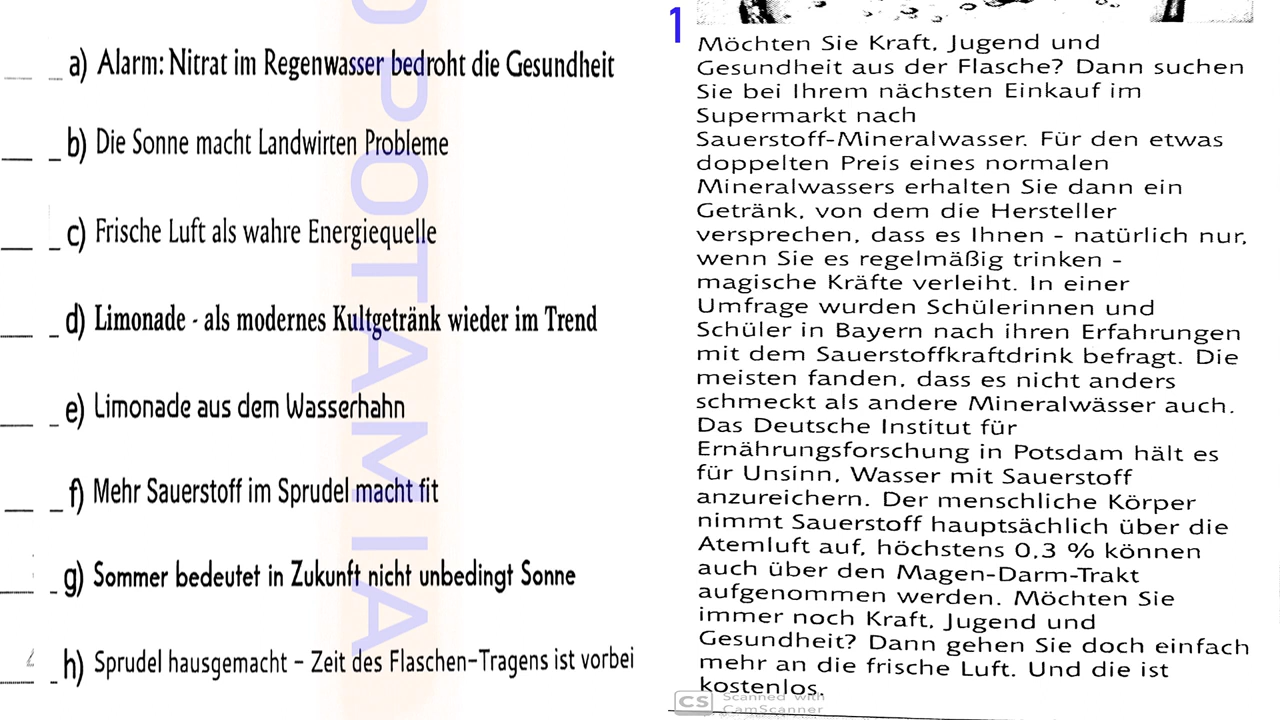 a) Alarm: Nitrat im Regenwasser bedroht die Gesundheit
b) Die Sonne macht Landwirten Probleme
c) Frische Luft als wahre Energiequelle
d) Limonade - als modernes Kultgetränk wieder im Trend
e) Limonade aus dem Wasserhahn
f) Mehr Sauerstoff im Sprudel macht fit
g) Sommer bedeutet in Zukunft nicht unbedingt Sonne
h) Sprudel hausgemacht – Zeit des Flaschen-Tragens ist vorbei
OPOTAMIA
1
Möchten Sie Kraft, Jugend und
Gesundheit aus der Flasche? Dann suchen
Sie bei Ihrem nächsten Einkauf im
Supermarkt nach
Sauerstoff-Mineralwasser. Für den etwas
doppelten Preis eines normalen
Mineralwassers erhalten Sie dann ein
Getränk, von dem die Hersteller
versprechen, dass es Ihnen - natürlich nur,
wenn Sie es regelmäßig trinken -
magische Kräfte verleiht. In einer
Umfrage wurden Schülerinnen und
Schüler in Bayern nach ihren Erfahrungen
mit dem Sauerstoffkraftdrink befragt. Die
meisten fanden, dass es nicht anders
schmeckt als andere Mineralwässer auch.
Das Deutsche Institut für
Ernährungsforschung in Potsdam hält es
für Unsinn, Wasser mit Sauerstoff
anzureichern. Der menschliche Körper
nimmt Sauerstoff hauptsächlich über die
Atemluft auf, höchstens 0,3 % können
auch über den Magen-Darm-Trakt
aufgenommen werden. Möchten Sie
immer noch Kraft, Jugend und
Gesundheit? Dann gehen Sie doch einfach
mehr an die frische Luft. Und die ist
kostenlos.
CS Scanned with
CamScanner